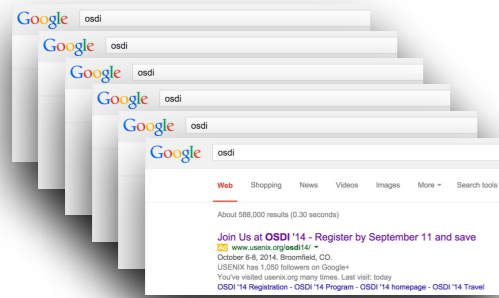 Google osdi
Google osdi
Google osdi
Google osdi
Google osdi
Google osdi
Web Shopping News Videos Images More Search tools
About 588,000 results (0.30 seconds)
Join Us at OSDI '14 - Register by September 11 and save
Ad www.usenix.org/osdi14/
October 6-8, 2014. Broomfield, CO.
USENIX has 1,050 followers on Google+
You've visited usenix.org many times. Last visit: today
OSDI '14 Registration - OSDI '14 Program - OSDI '14 homepage - OSDI '14 Travel